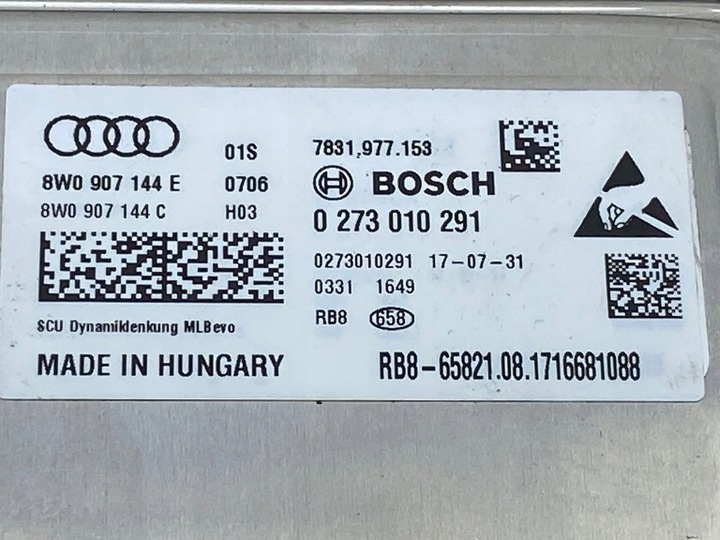 01S
8W0 907 144 E 0706
8W0 907 144 C H03
SCU Dynamiklenkung MLBevo
MADE IN HUNGARY
7831.977.153
BOSCH
0 273 010 291
0273010291 17-07-31
0331 1649
RB8 658
RB8-65821.08.1716681088